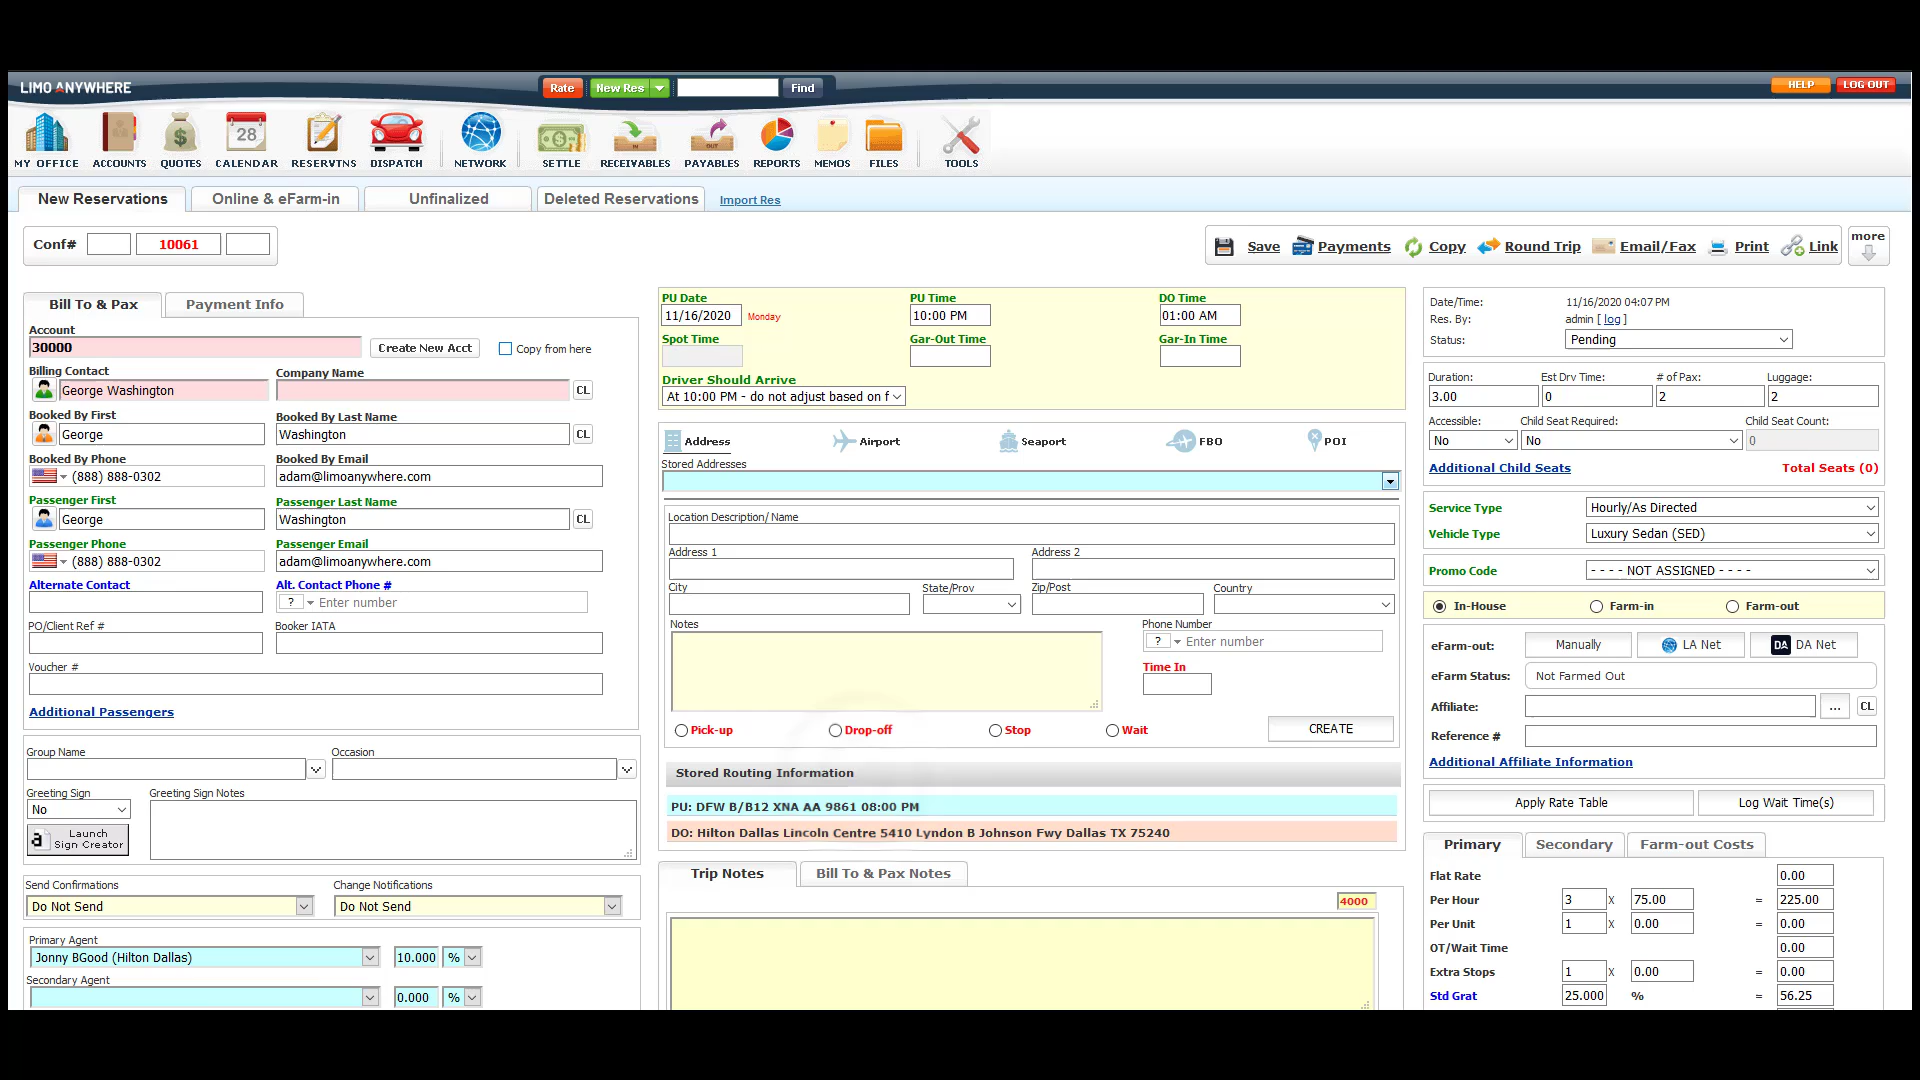 LIMO ANYWHERE
Rate
New Res
Find
HELP
LOG OUT
MY OFFICE
ACCOUNTS
QUOTES
28
CALENDAR
RESERVTNS
DISPATCH
NETWORK
SETTLE
RECEIVABLES
PAYABLES
REPORTS
MEMOS
FILES
TOOLS
New Reservations
Online & eFarm-in
Unfinalized
Deleted Reservations
Import Res
Conf#
10061
Save
Payments
Copy
Round Trip
Email/Fax
Print
Link
more
Bill To & Pax
Payment Info
Account
30000
Create New Acct
Copy from here
Billing Contact
Company Name
George Washington
CL
Booked By First
Booked By Last Name
George
Washington
CL
Booked By Phone
Booked By Email
(888) 888-0302
adam@limoanywhere.com
Passenger First
Passenger Last Name
George
Washington
CL
Passenger Phone
Passenger Email
(888) 888-0302
adam@limoanywhere.com
Alternate Contact
Alt. Contact Phone #
? Enter number
PO/Client Ref #
Booker IATA
Voucher #
Additional Passengers
Group Name
Occasion
Greeting Sign
Greeting Sign Notes
No
a
Launch
Sign Creator
Send Confirmations
Change Notifications
Do Not Send
Do Not Send
Primary Agent
Jonny BGood (Hilton Dallas)
10.000
%
Secondary Agent
0.000
%
PU Date
PU Time
DO Time
11/16/2020
Monday
10:00 PM
01:00 AM
Spot Time
Gar-Out Time
Gar-In Time
Driver Should Arrive
At 10:00 PM - do not adjust based on f
Address
Airport
Seaport
FBO
POI
Stored Addresses
Location Description/ Name
Address 1
Address 2
City
State/Prov
Zip/Post
Country
Notes
Phone Number
? Enter number
Time In
Pick-up
Drop-off
Stop
Wait
CREATE
Stored Routing Information
PU: DFW B/B12 XNA AA 9861 08:00 PM
DO: Hilton Dallas Lincoln Centre 5410 Lyndon B Johnson Fwy Dallas TX 75240
Trip Notes
Bill To & Pax Notes
4000
Date/Time:
11/16/2020 04:07 PM
Res. By:
admin [ log ]
Status:
Pending
Duration:
Est Drv Time:
# of Pax:
Luggage:
3.00
0
2
2
Accessible:
Child Seat Required:
Child Seat Count:
No
No
0
Additional Child Seats
Total Seats (0)
Service Type
Hourly/As Directed
Vehicle Type
Luxury Sedan (SED)
Promo Code
- - - - NOT ASSIGNED - - - -
In-House
Farm-in
Farm-out
eFarm-out:
Manually
LA Net
DA
DA Net
eFarm Status:
Not Farmed Out
Affiliate:
...
CL
Reference #
Additional Affiliate Information
Apply Rate Table
Log Wait Time(s)
Primary
Secondary
Farm-out Costs
Flat Rate
0.00
Per Hour
3 X 75.00 = 225.00
Per Unit
1 X 0.00 = 0.00
OT/Wait Time
0.00
Extra Stops
1 X 0.00 = 0.00
Std Grat
25.000 % = 56.25